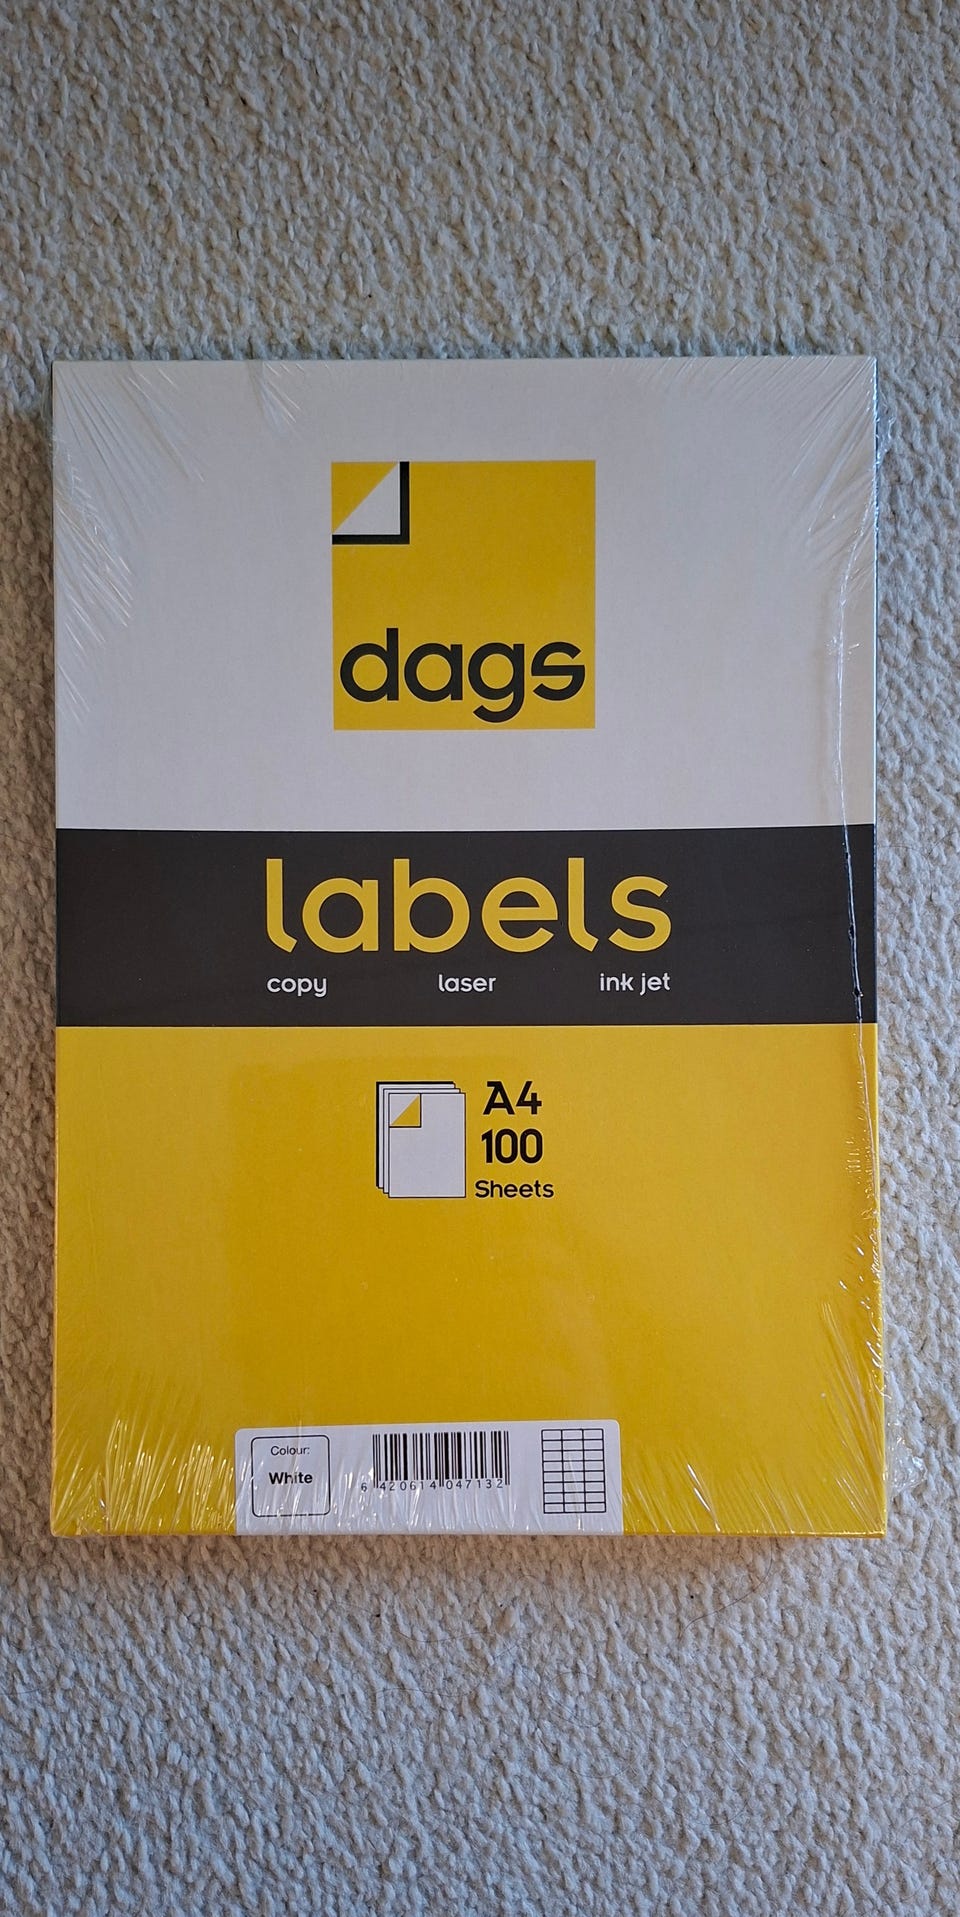 dags
labels
copy laser ink jet
A4
100
Sheets
Colour:
White
6 420614 047132